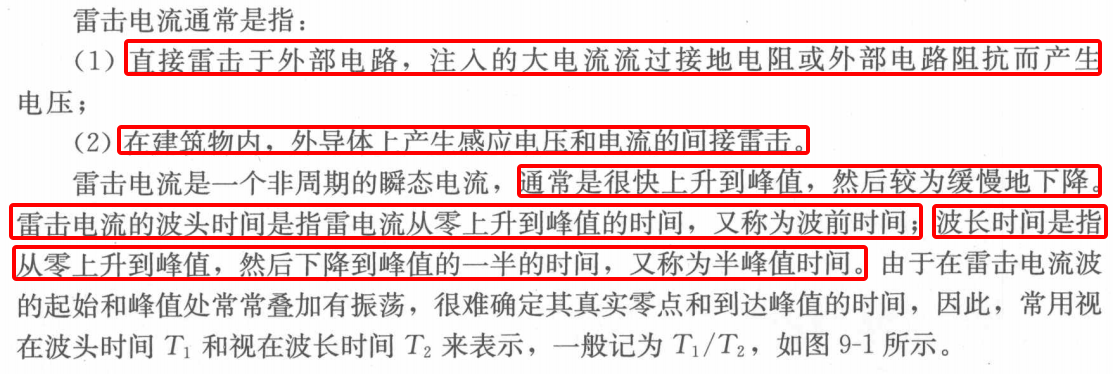 雷击电流通常是指：
（1）直接雷击于外部电路，注入的大电流流过接地电阻或外部电路阻抗而产生
电压；
（2）在建筑物内，外导体上产生感应电压和电流的间接雷击。
雷击电流是一个非周期的瞬态电流，通常是很快上升到峰值，然后较为缓慢地下降。
雷击电流的波头时间是指雷电流从零上升到峰值的时间，又称为波前时间；波长时间是指
从零上升到峰值，然后下降到峰值的一半的时间，又称为半峰值时间。由于在雷击电流波
的起始和峰值处常常叠加有振荡，很难确定其真实零点和到达峰值的时间，因此，常用视
在波头时间 T₁ 和视在波长时间 T₂ 来表示，一般记为 T₁/T₂，如图 9-1 所示。